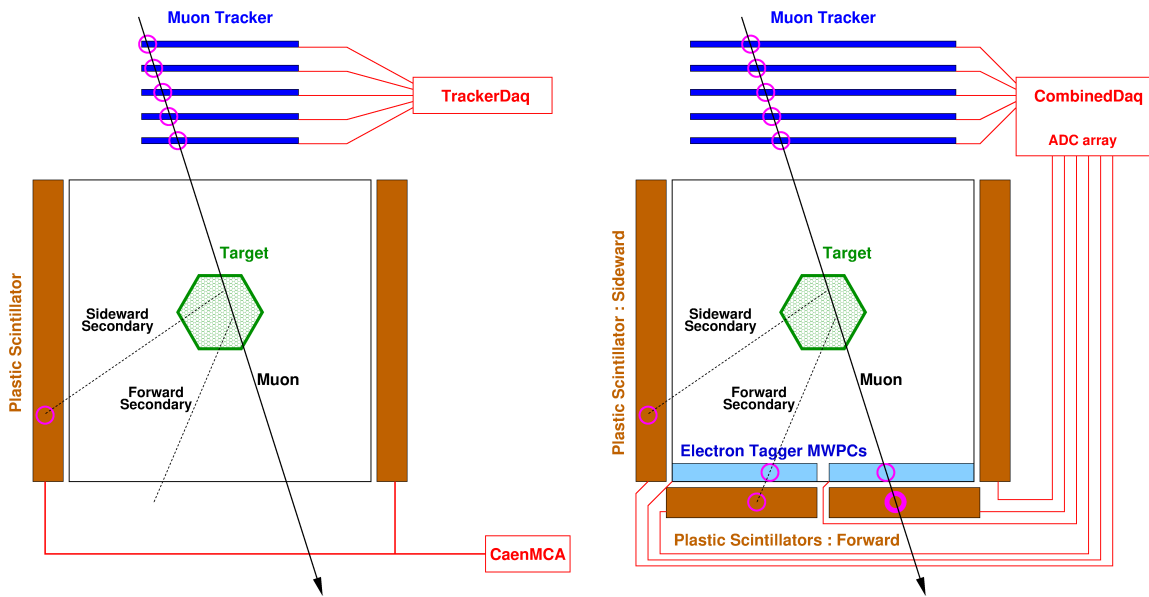 Muon Tracker
TrackerDaq
Target
Sideward
Secondary
Plastic Scintillator
Muon
Forward
Secondary
CaenMCA
Muon Tracker
CombinedDaq
ADC array
Target
Plastic Scintillator : Sideward
Sideward
Secondary
Muon
Forward
Secondary
Electron Tagger MWPCs
Plastic Scintillators : Forward